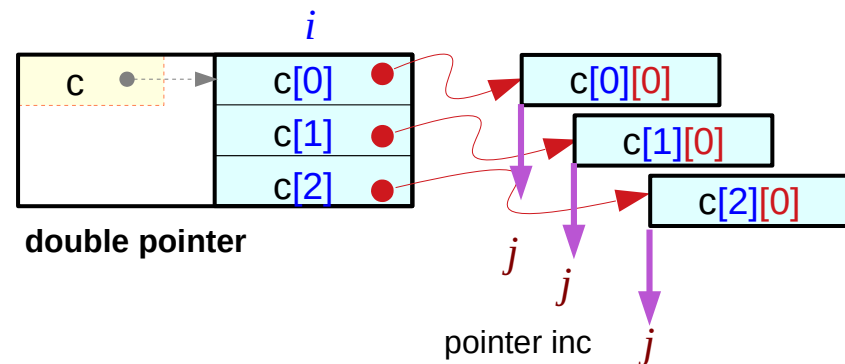 i
c
c[0]
c[0][0]
c[1]
c[1][0]
c[2]
c[2][0]
double pointer
j
j
pointer inc
j